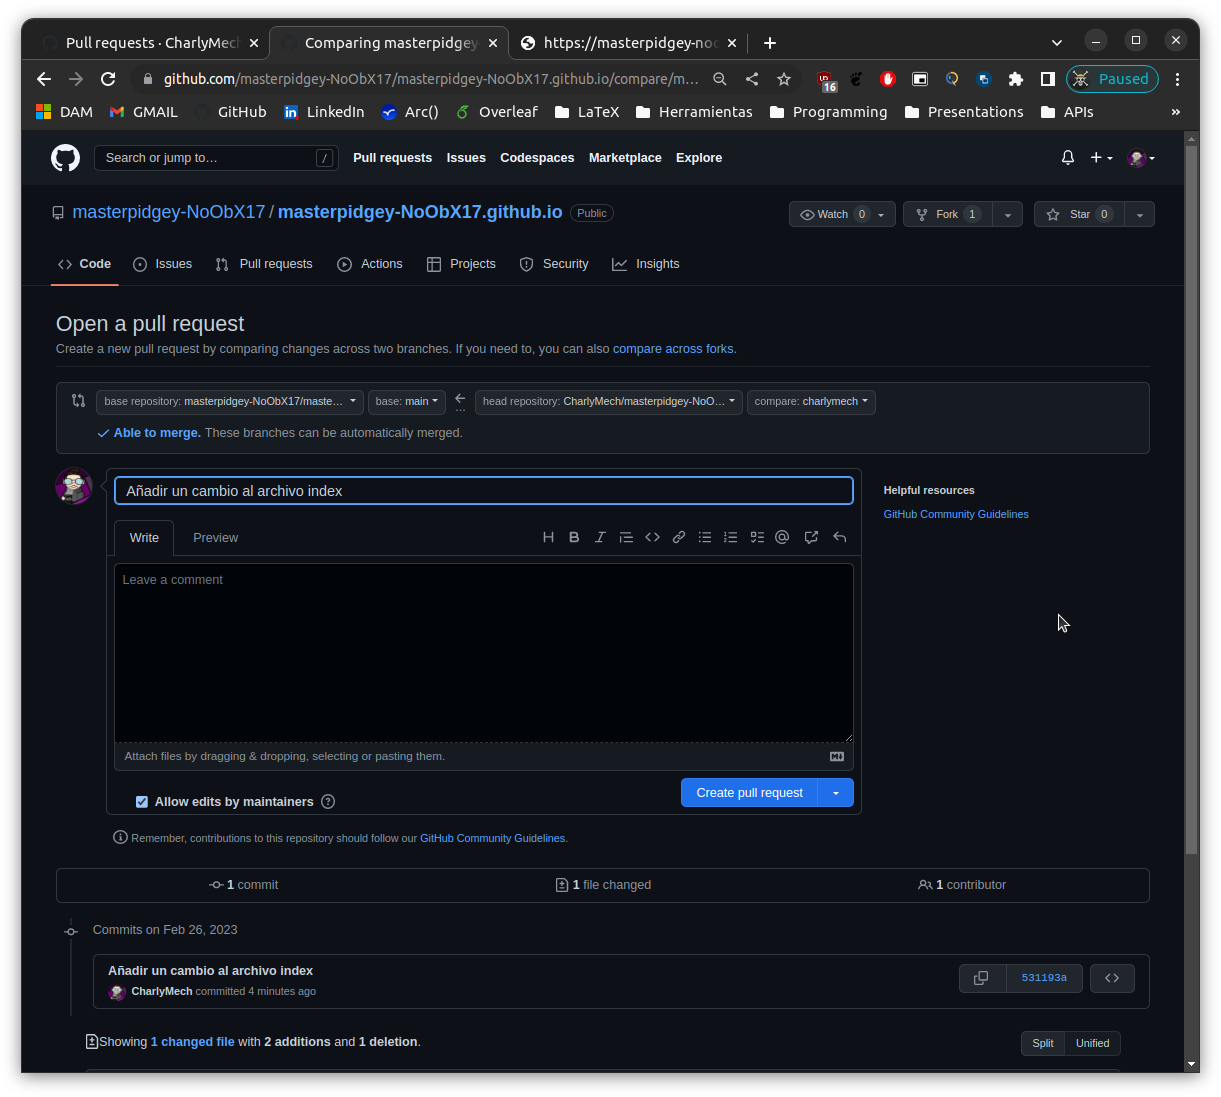 Pull requests · CharlyMech
Comparing masterpidgey
https://masterpidgey-noo
github.com/masterpidgey-NoObX17/masterpidgey-NoObX17.github.io/compare/m...
16
Paused
DAM GMAIL GitHub LinkedIn Arc() Overleaf LaTeX Herramientas Programming Presentations APIs »
Search or jump to… / Pull requests Issues Codespaces Marketplace Explore
masterpidgey-NoObX17 / masterpidgey-NoObX17.github.io Public
Watch 0 Fork 1 Star 0
Code Issues Pull requests Actions Projects Security Insights
Open a pull request
Create a new pull request by comparing changes across two branches. If you need to, you can also compare across forks.
base repository: masterpidgey-NoObX17/maste... base: main head repository: CharlyMech/masterpidgey-NoO... compare: charlymech
Able to merge. These branches can be automatically merged.
Añadir un cambio al archivo index
Helpful resources
GitHub Community Guidelines
Write Preview
Leave a comment
Attach files by dragging & dropping, selecting or pasting them.
Allow edits by maintainers
Create pull request
Remember, contributions to this repository should follow our GitHub Community Guidelines.
1 commit 1 file changed 1 contributor
Commits on Feb 26, 2023
Añadir un cambio al archivo index
CharlyMech committed 4 minutes ago
531193a
Showing 1 changed file with 2 additions and 1 deletion.
Split Unified